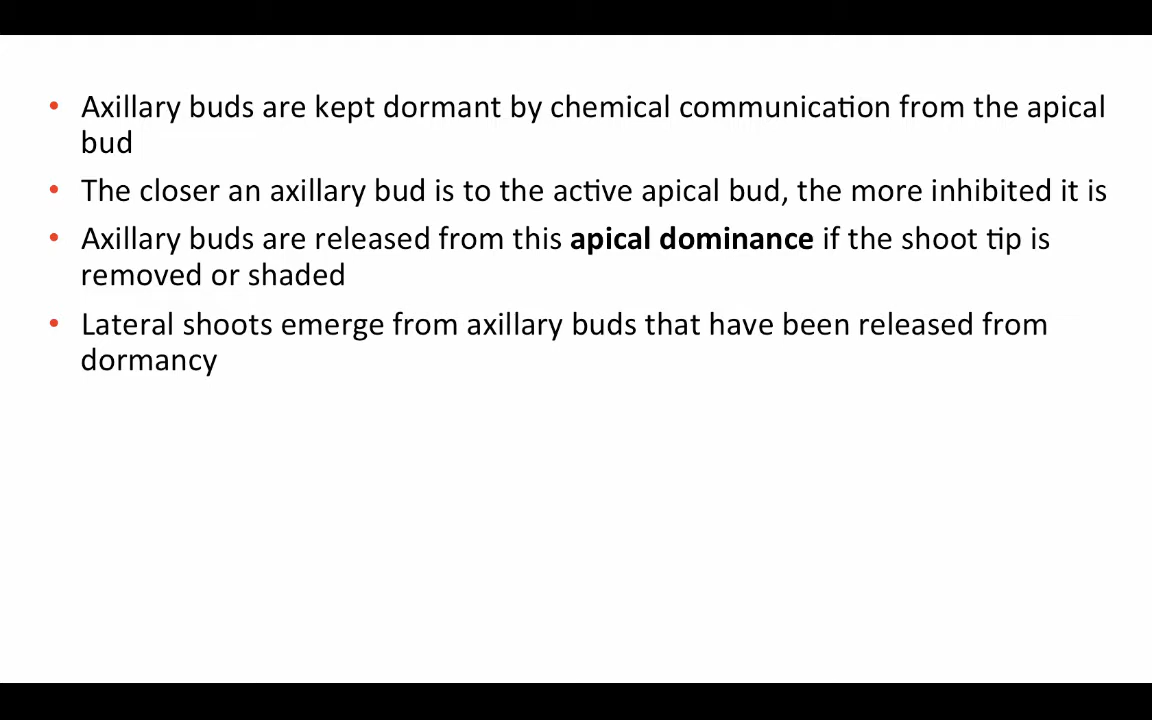 • Axillary buds are kept dormant by chemical communication from the apical
bud
• The closer an axillary bud is to the active apical bud, the more inhibited it is
• Axillary buds are released from this apical dominance if the shoot tip is
removed or shaded
• Lateral shoots emerge from axillary buds that have been released from
dormancy